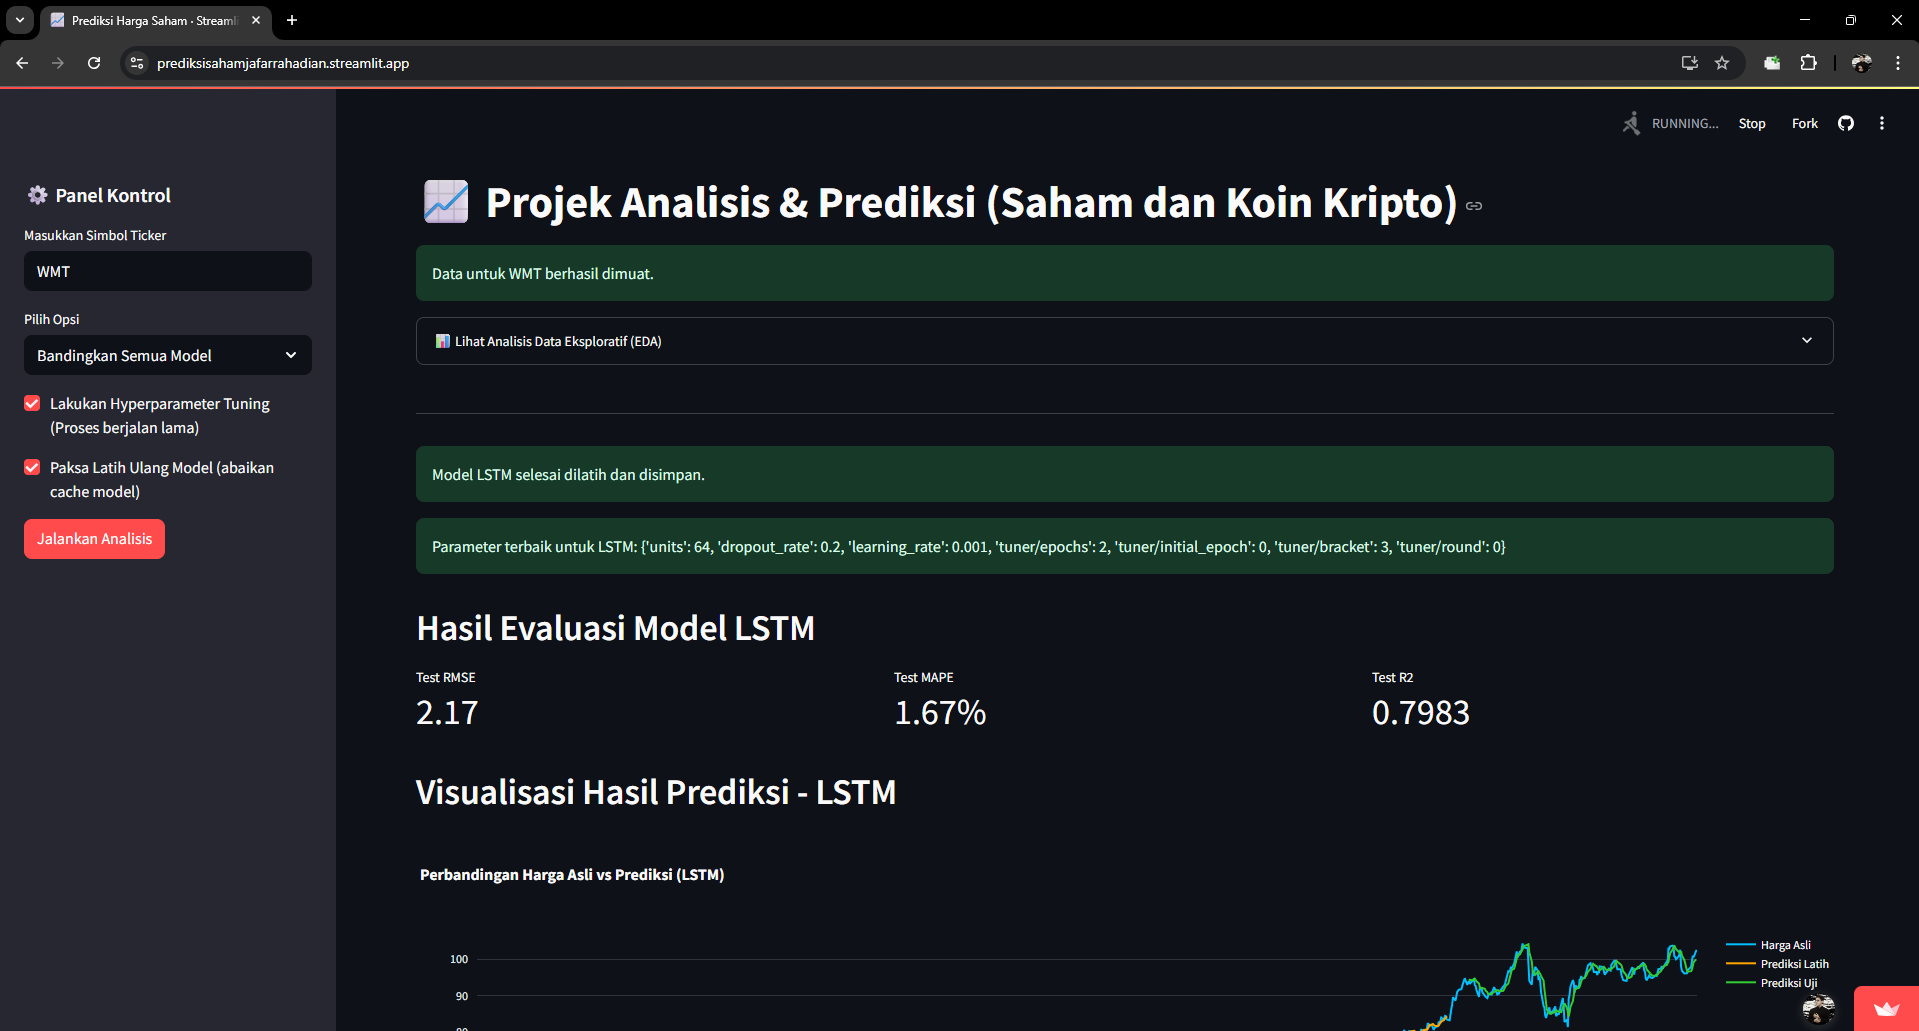 Prediksi Harga Saham · Streamli
prediksisahamjafarrahadian.streamlit.app
RUNNING...
Stop
Fork
Panel Kontrol
Masukkan Simbol Ticker
WMT
Pilih Opsi
Bandingkan Semua Model
Lakukan Hyperparameter Tuning
(Proses berjalan lama)
Paksa Latih Ulang Model (abaikan
cache model)
Jalankan Analisis
Projek Analisis & Prediksi (Saham dan Koin Kripto)
Data untuk WMT berhasil dimuat.
Lihat Analisis Data Eksploratif (EDA)
Model LSTM selesai dilatih dan disimpan.
Parameter terbaik untuk LSTM: {'units': 64, 'dropout_rate': 0.2, 'learning_rate': 0.001, 'tuner/epochs': 2, 'tuner/initial_epoch': 0, 'tuner/bracket': 3, 'tuner/round': 0}
Hasil Evaluasi Model LSTM
Test RMSE
2.17
Test MAPE
1.67%
Test R2
0.7983
Visualisasi Hasil Prediksi - LSTM
Perbandingan Harga Asli vs Prediksi (LSTM)
100
90
Harga Asli
Prediksi Latih
Prediksi Uji